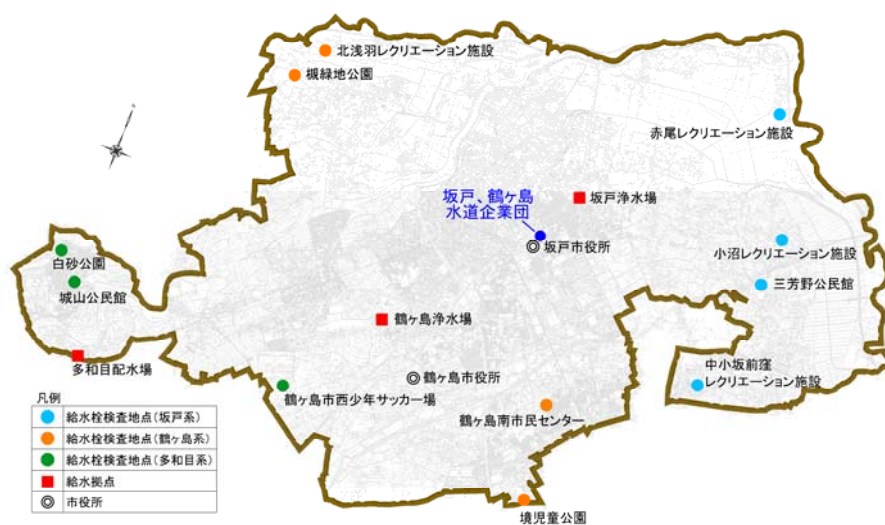 北浅羽レクリエーション施設
槻緑地公園
赤尾レクリエーション施設
坂戸、鶴ヶ島
水道企業団
坂戸浄水場
坂戸市役所
小沼レクリエーション施設
白砂公園
城山公民館
三芳野公民館
鶴ヶ島浄水場
多和目配水場
中小坂前窪
レクリエーション施設
鶴ヶ島市役所
鶴ヶ島市西少年サッカー場
鶴ヶ島南市民センター
境児童公園
凡例
給水栓検査地点(坂戸系)
給水栓検査地点(鶴ヶ島系)
給水栓検査地点(多和目系)
給水拠点
市役所